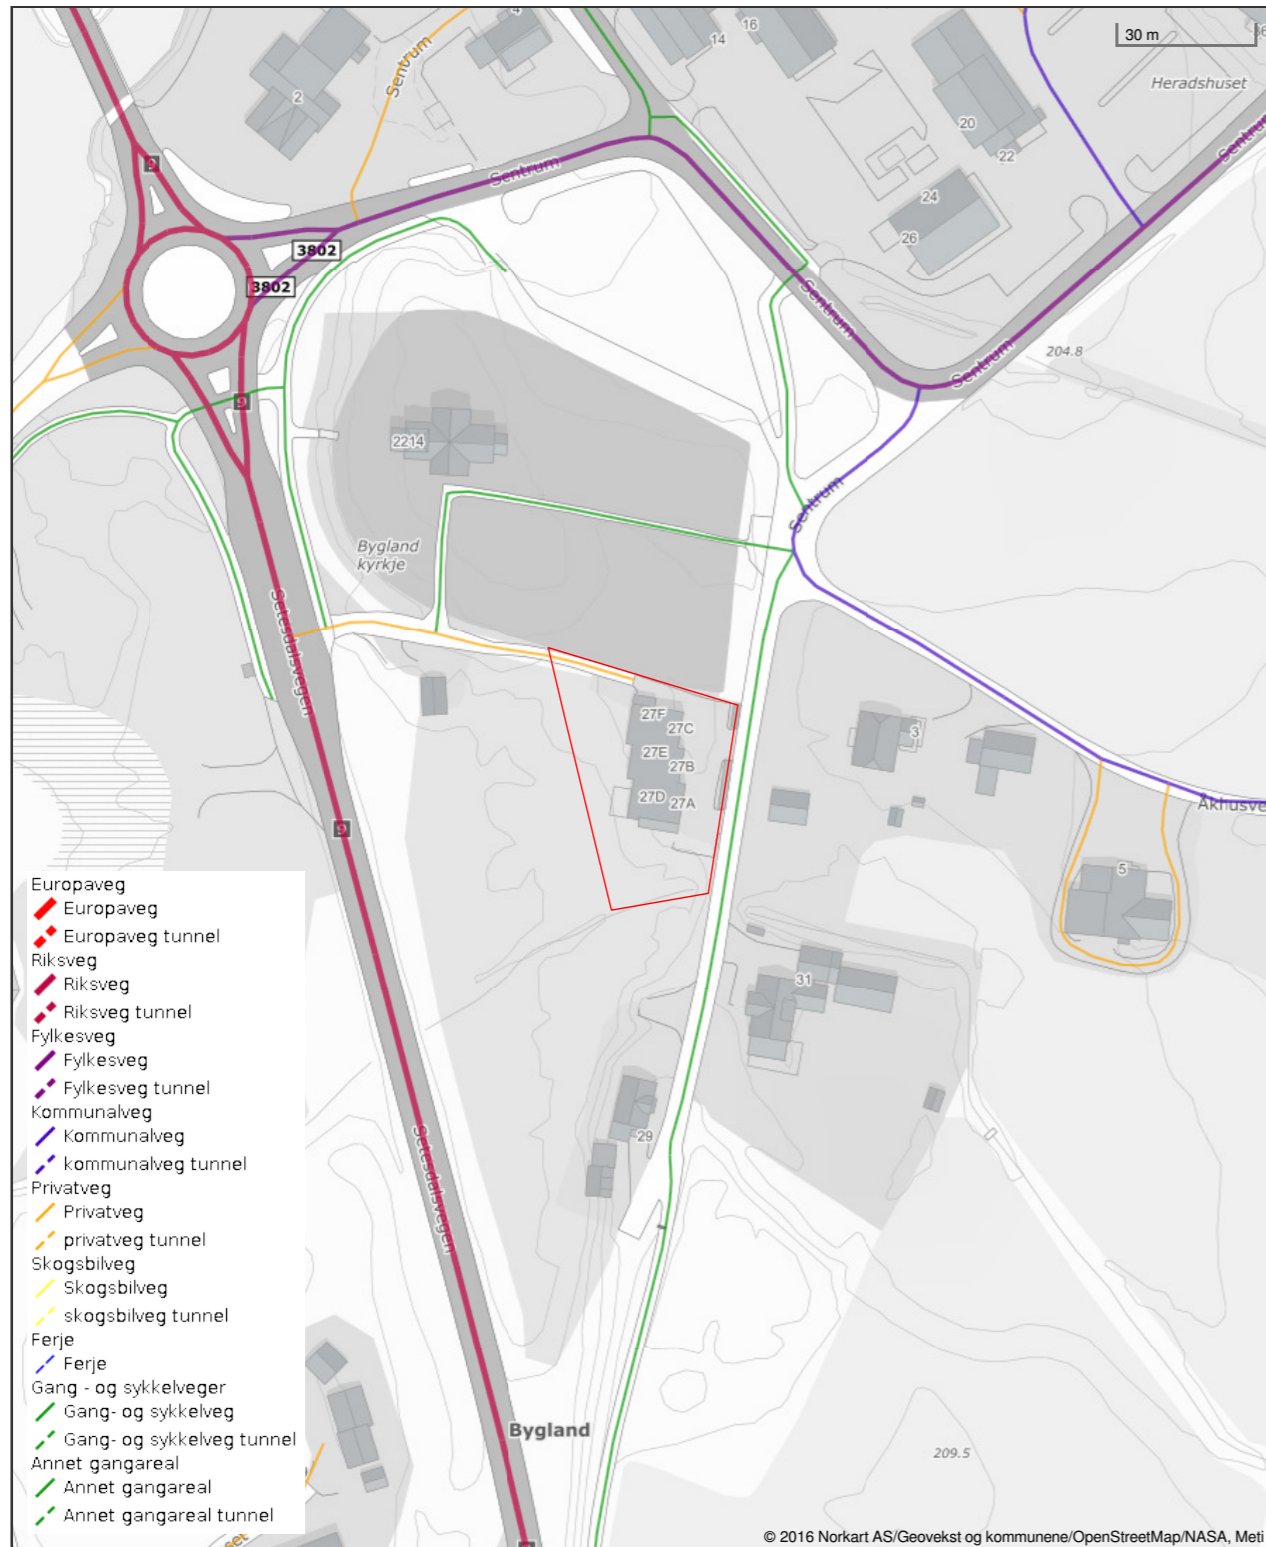 30 m
4
16
14
Sentrum
2
Heradshuset
20
22
Sentrum
Sentrum
9
24
26
3802
3802
Sentrum
204.8
Sentrum
9
2214
Sentrum
Bygland
kyrkje
Setesdalsvegen
27F
27C
3
27E
27B
27D
27A
Åkhusve
9
5
31
29
Setesdalsvegen
Bygland
209.5
Europaveg
Europaveg
Europaveg tunnel
Riksveg
Riksveg
Riksveg tunnel
Fylkesveg
Fylkesveg
Fylkesveg tunnel
Kommunalveg
Kommunalveg
kommunalveg tunnel
Privatveg
Privatveg
privatveg tunnel
Skogsbilveg
Skogsbilveg
skogsbilveg tunnel
Ferje
Ferje
Gang - og sykkelveger
Gang- og sykkelveg
Gang- og sykkelveg tunnel
Annet gangareal
Annet gangareal
Annet gangareal tunnel
© 2016 Norkart AS/Geovekst og kommunene/OpenStreetMap/NASA, Meti